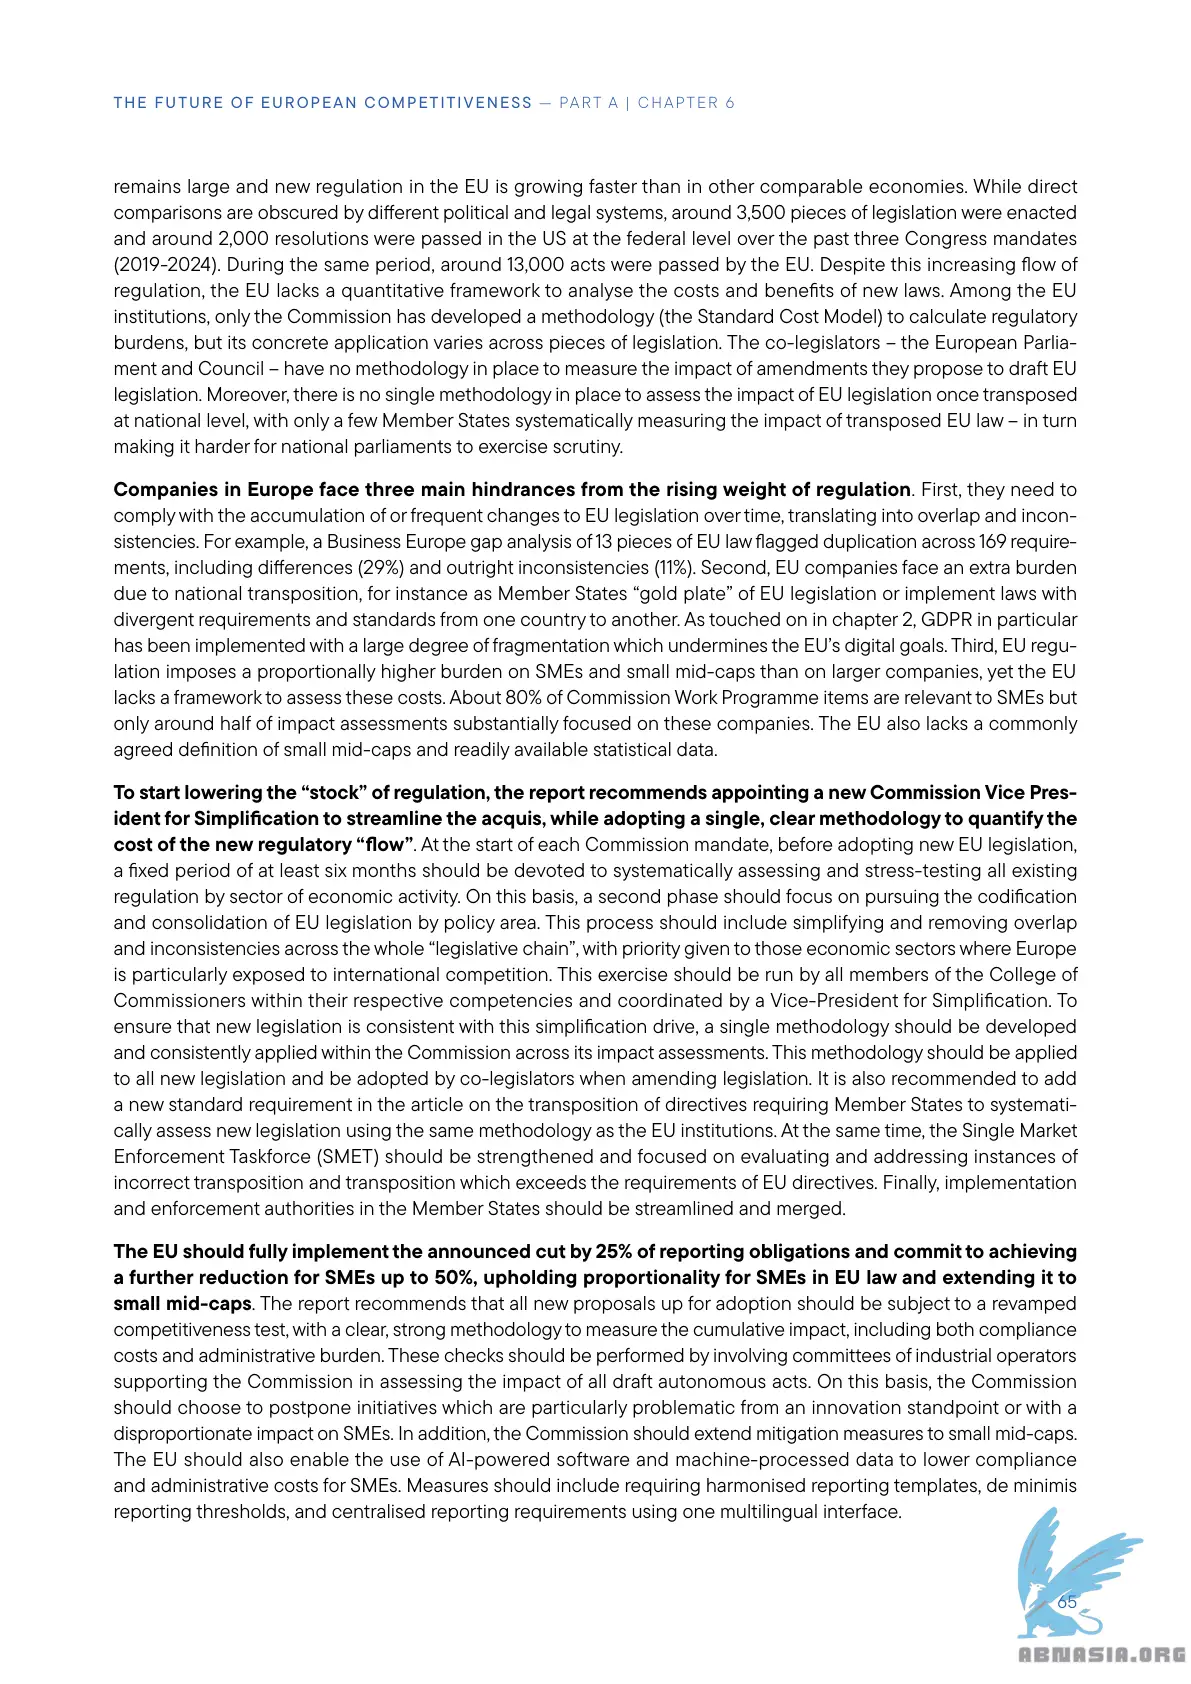 THE FUTURE OF EUROPEAN COMPETITIVENESS — PART A | CHAPTER 6
remains large and new regulation in the EU is growing faster than in other comparable economies. While direct
comparisons are obscured by different political and legal systems, around 3,500 pieces of legislation were enacted
and around 2,000 resolutions were passed in the US at the federal level over the past three Congress mandates
(2019-2024). During the same period, around 13,000 acts were passed by the EU. Despite this increasing flow of
regulation, the EU lacks a quantitative framework to analyse the costs and benefits of new laws. Among the EU
institutions, only the Commission has developed a methodology (the Standard Cost Model) to calculate regulatory
burdens, but its concrete application varies across pieces of legislation. The co-legislators – the European Parlia-
ment and Council – have no methodology in place to measure the impact of amendments they propose to draft EU
legislation. Moreover, there is no single methodology in place to assess the impact of EU legislation once transposed
at national level, with only a few Member States systematically measuring the impact of transposed EU law – in turn
making it harder for national parliaments to exercise scrutiny.
Companies in Europe face three main hindrances from the rising weight of regulation. First, they need to
comply with the accumulation of or frequent changes to EU legislation over time, translating into overlap and incon-
sistencies. For example, a Business Europe gap analysis of 13 pieces of EU law flagged duplication across 169 require-
ments, including differences (29%) and outright inconsistencies (11%). Second, EU companies face an extra burden
due to national transposition, for instance as Member States “gold plate” of EU legislation or implement laws with
divergent requirements and standards from one country to another. As touched on in chapter 2, GDPR in particular
has been implemented with a large degree of fragmentation which undermines the EU’s digital goals. Third, EU regu-
lation imposes a proportionally higher burden on SMEs and small mid-caps than on larger companies, yet the EU
lacks a framework to assess these costs. About 80% of Commission Work Programme items are relevant to SMEs but
only around half of impact assessments substantially focused on these companies. The EU also lacks a commonly
agreed definition of small mid-caps and readily available statistical data.
To start lowering the “stock” of regulation, the report recommends appointing a new Commission Vice Pres-
ident for Simplification to streamline the acquis, while adopting a single, clear methodology to quantify the
cost of the new regulatory “flow”. At the start of each Commission mandate, before adopting new EU legislation,
a fixed period of at least six months should be devoted to systematically assessing and stress-testing all existing
regulation by sector of economic activity. On this basis, a second phase should focus on pursuing the codification
and consolidation of EU legislation by policy area. This process should include simplifying and removing overlap
and inconsistencies across the whole “legislative chain”, with priority given to those economic sectors where Europe
is particularly exposed to international competition. This exercise should be run by all members of the College of
Commissioners within their respective competencies and coordinated by a Vice-President for Simplification. To
ensure that new legislation is consistent with this simplification drive, a single methodology should be developed
and consistently applied within the Commission across its impact assessments. This methodology should be applied
to all new legislation and be adopted by co-legislators when amending legislation. It is also recommended to add
a new standard requirement in the article on the transposition of directives requiring Member States to systemati-
cally assess new legislation using the same methodology as the EU institutions. At the same time, the Single Market
Enforcement Taskforce (SMET) should be strengthened and focused on evaluating and addressing instances of
incorrect transposition and transposition which exceeds the requirements of EU directives. Finally, implementation
and enforcement authorities in the Member States should be streamlined and merged.
The EU should fully implement the announced cut by 25% of reporting obligations and commit to achieving
a further reduction for SMEs up to 50%, upholding proportionality for SMEs in EU law and extending it to
small mid-caps. The report recommends that all new proposals up for adoption should be subject to a revamped
competitiveness test, with a clear, strong methodology to measure the cumulative impact, including both compliance
costs and administrative burden. These checks should be performed by involving committees of industrial operators
supporting the Commission in assessing the impact of all draft autonomous acts. On this basis, the Commission
should choose to postpone initiatives which are particularly problematic from an innovation standpoint or with a
disproportionate impact on SMEs. In addition, the Commission should extend mitigation measures to small mid-caps.
The EU should also enable the use of AI-powered software and machine-processed data to lower compliance
and administrative costs for SMEs. Measures should include requiring harmonised reporting templates, de minimis
reporting thresholds, and centralised reporting requirements using one multilingual interface.
65
ABNASIA.ORG